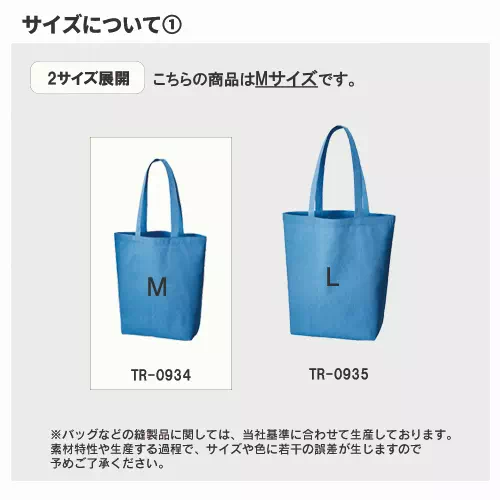 サイズについて①
2サイズ展開 こちらの商品はMサイズです。
M
L
TR-0934
TR-0935
※バッグなどの縫製品に関しては、当社基準に合わせて生産しております。
素材特性や生産する過程で、サイズや色に若干の誤差が生じますので
予めご了承ください。